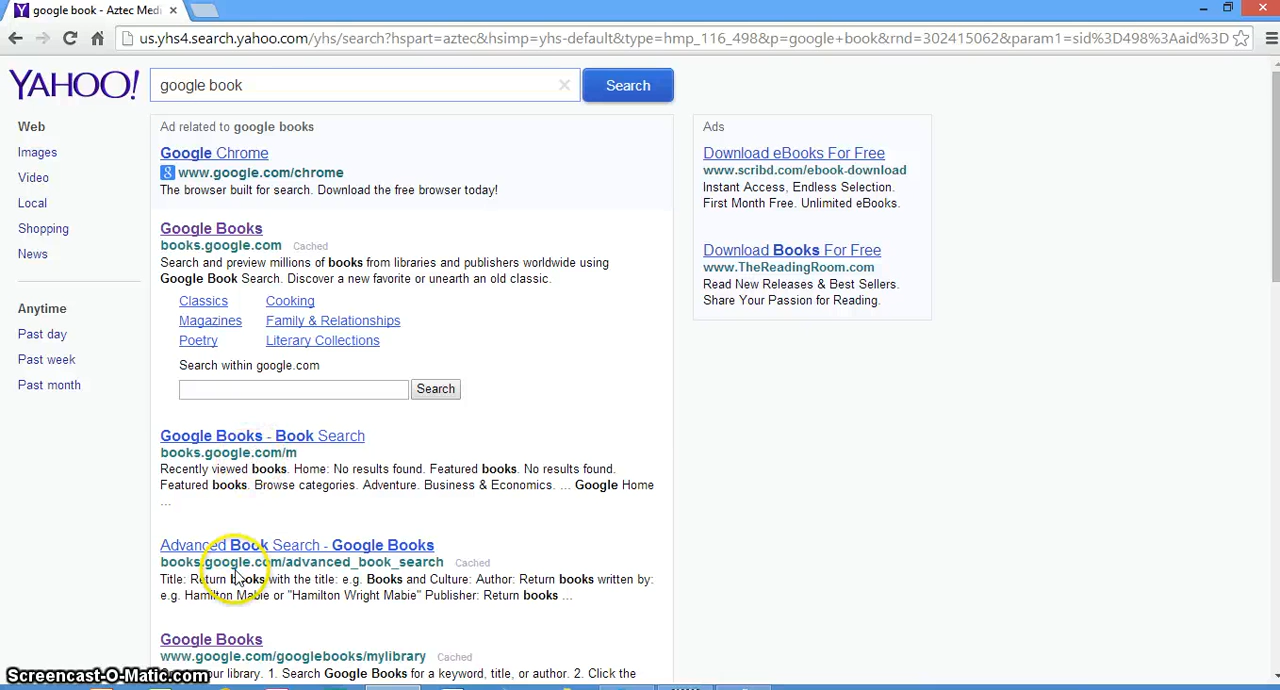 google book - Aztec Medi
us.yhs4.search.yahoo.com/yhs/search?hspart=aztec&hsimp=yhs-default&type=hmp_116_498&p=google+book&rnd=302415062&param1=sid%3D498%3Aaid%3D
YAHOO!
google book
Search
Web
Images
Video
Local
Shopping
News
Anytime
Past day
Past week
Past month
Ad related to google books
Google Chrome
www.google.com/chrome
The browser built for search. Download the free browser today!
Google Books
books.google.com Cached
Search and preview millions of books from libraries and publishers worldwide using
Google Book Search. Discover a new favorite or unearth an old classic.
Classics Cooking
Magazines Family & Relationships
Poetry Literary Collections
Search within google.com
Search
Google Books - Book Search
books.google.com/m
Recently viewed books. Home: No results found. Featured books. No results found.
Featured books. Browse categories. Adventure. Business & Economics. ... Google Home
...
Advanced Book Search - Google Books
books.google.com/advanced_book_search Cached
Title: Return books with the title: e.g. Books and Culture: Author: Return books written by:
e.g. Hamilton Mabie or "Hamilton Wright Mabie" Publisher: Return books ...
Google Books
www.google.com/googlebooks/mylibrary Cached
your library. 1. Search Google Books for a keyword, title, or author. 2. Click the
Ads
Download eBooks For Free
www.scribd.com/ebook-download
Instant Access, Endless Selection.
First Month Free. Unlimited eBooks.
Download Books For Free
www.TheReadingRoom.com
Read New Releases & Best Sellers.
Share Your Passion for Reading.
Screencast-O-Matic.com